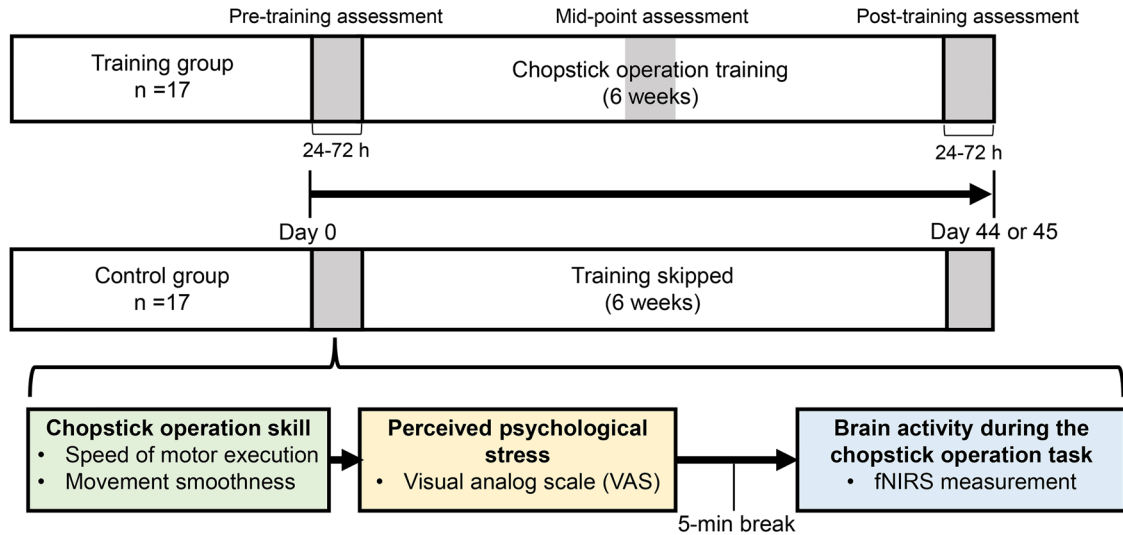 Pre-training assessment
Mid-point assessment
Post-training assessment
Training group
n =17
Chopstick operation training
(6 weeks)
24-72 h
24-72 h
Day 0
Day 44 or 45
Control group
n =17
Training skipped
(6 weeks)
Chopstick operation skill
• Speed of motor execution
• Movement smoothness
Perceived psychological
stress
• Visual analog scale (VAS)
5-min break
Brain activity during the
chopstick operation task
• fNIRS measurement